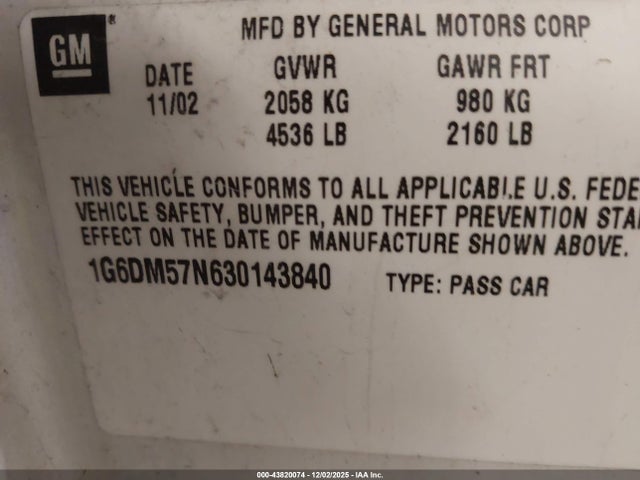 GM®
MFD BY GENERAL MOTORS CORP
DATE GVWR GAWR FRT
11/02 2058 KG 980 KG
4536 LB 2160 LB
THIS VEHICLE CONFORMS TO ALL APPLICABLE U.S. FEDE
VEHICLE SAFETY, BUMPER, AND THEFT PREVENTION STA
EFFECT ON THE DATE OF MANUFACTURE SHOWN ABOVE.
1G6DM57N630143840 TYPE: PASS CAR
000-43820074 - 12/02/2025 - IAA Inc.